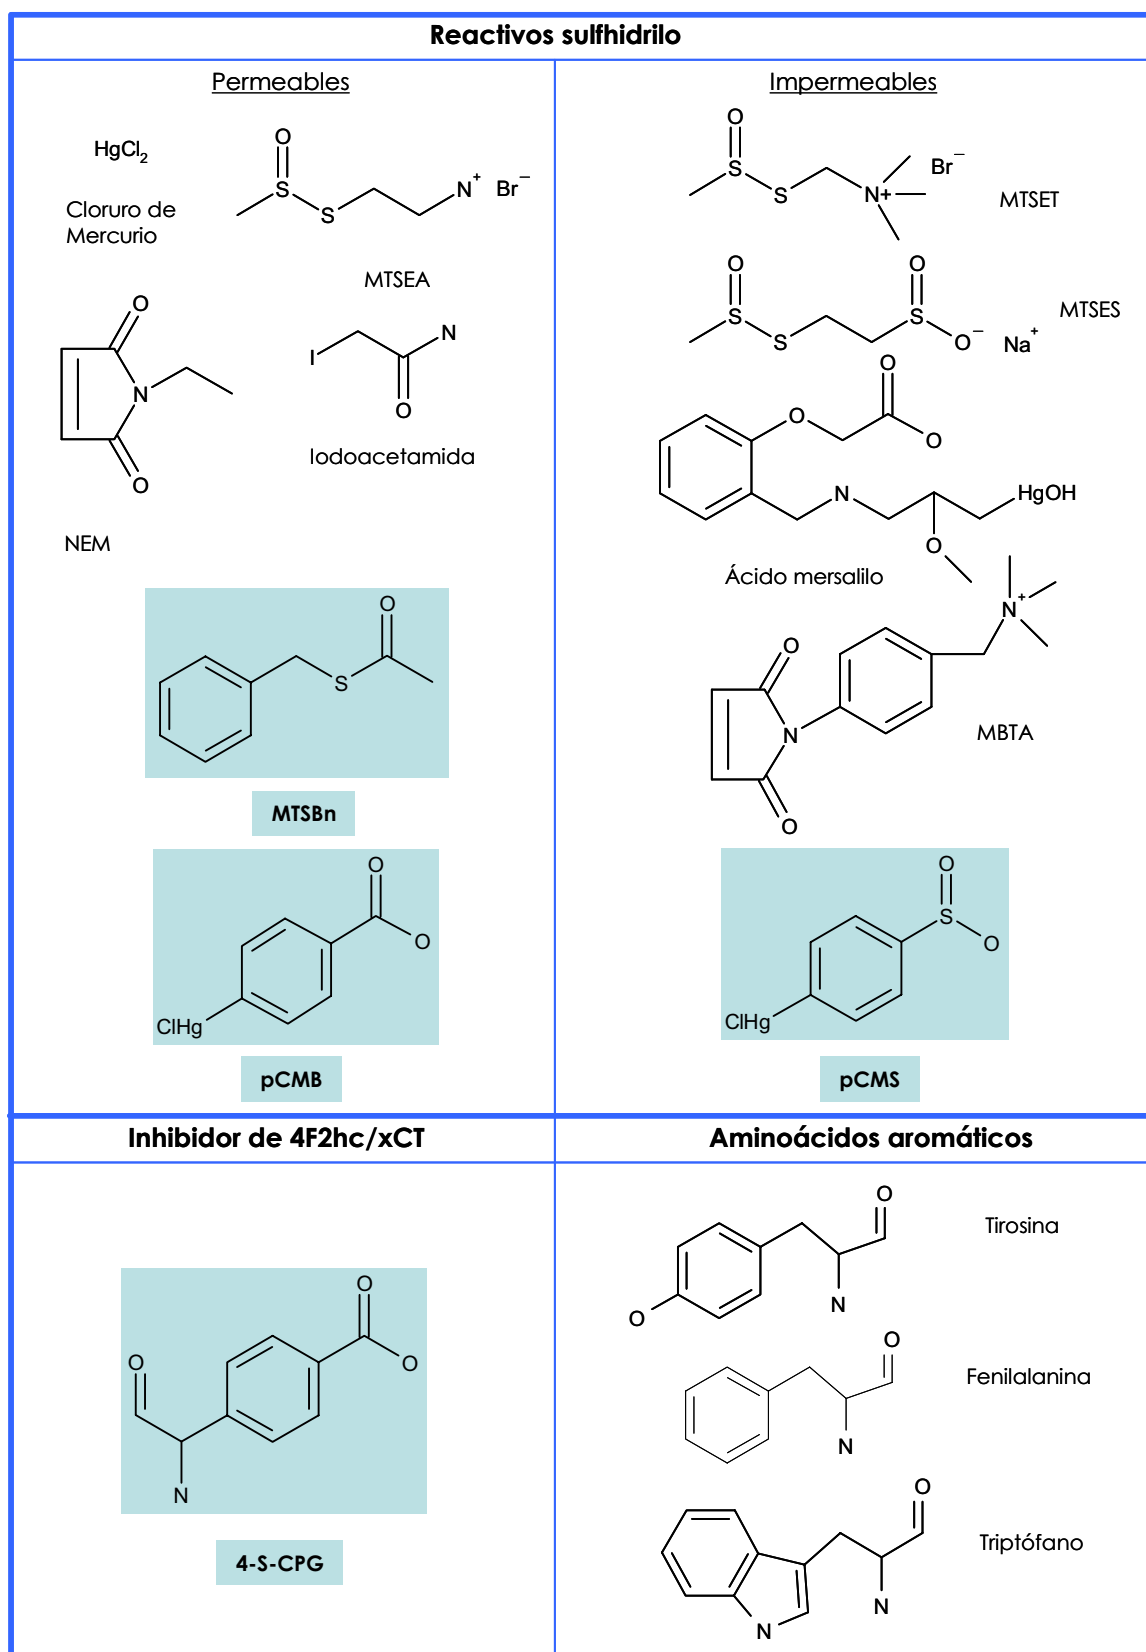 Reactivos sulfhidrilo
Permeables
HgCl2
Cloruro de
Mercurio
O
S
S
N+ Br−
MTSEA
O
N
O
NEM
I
N
O
Iodoacetamida
O
S
MTSBn
O
O
ClHg
pCMB
Impermeables
O
S
S
N+
Br−
MTSET
O
O
S
S
S
O−
Na+
MTSES
O
O
O
N
HgOH
O
Ácido mersalilo
N+
O
N
O
MBTA
O
S
O
ClHg
pCMS
Inhibidor de 4F2hc/xCT
O
O
O
N
4-S-CPG
Aminoácidos aromáticos
O
Tirosina
N
O
O
Fenilalanina
N
O
Triptófano
N
N